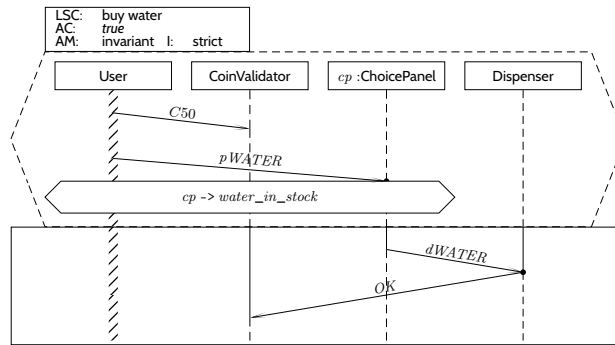 LSC: buy water
AC: true
AM: invariant I: strict
User CoinValidator cp :ChoicePanel Dispenser
C50
pWATER
cp -> water_in_stock
dWATER
OK